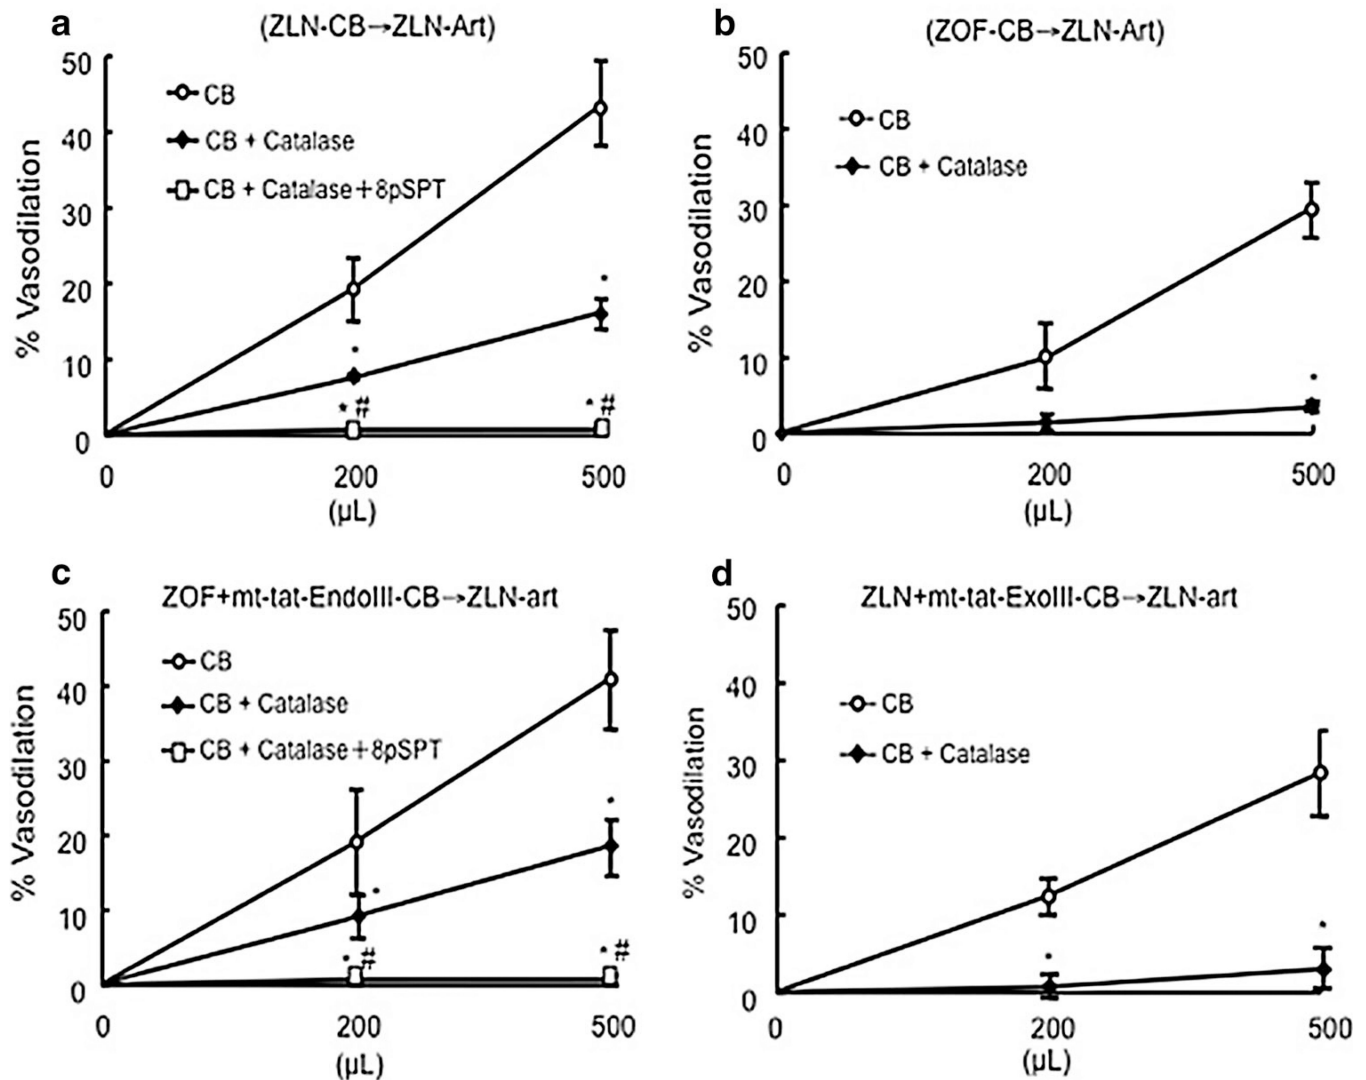 a
(ZLN-CB→ZLN-Art)
% Vasodilation
50
40
30
20
10
0
CB
CB + Catalase
CB + Catalase+8pSPT
*
*
* #
* #
0 200 500
(µL)
b
(ZOF-CB→ZLN-Art)
% Vasodilation
50
40
30
20
10
0
CB
CB + Catalase
*
0 200 500
(µL)
c
ZOF+mt-tat-EndoIII-CB→ZLN-art
% Vasodilation
50
40
30
20
10
0
CB
CB + Catalase
CB + Catalase+8pSPT
*
*
* #
* #
0 200 500
(µL)
d
ZLN+mt-tat-ExoIII-CB→ZLN-art
% Vasodilation
50
40
30
20
10
0
CB
CB + Catalase
*
*
0 200 500
(µL)